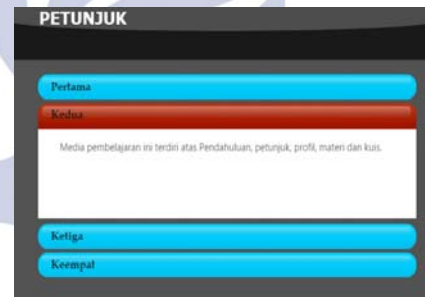 PETUNJUK
Pertama
Kedua
Media pembelajaran ini terdiri atas Pendahuluan, petunjuk, profil, materi dan kuis.
Ketiga
Keempat